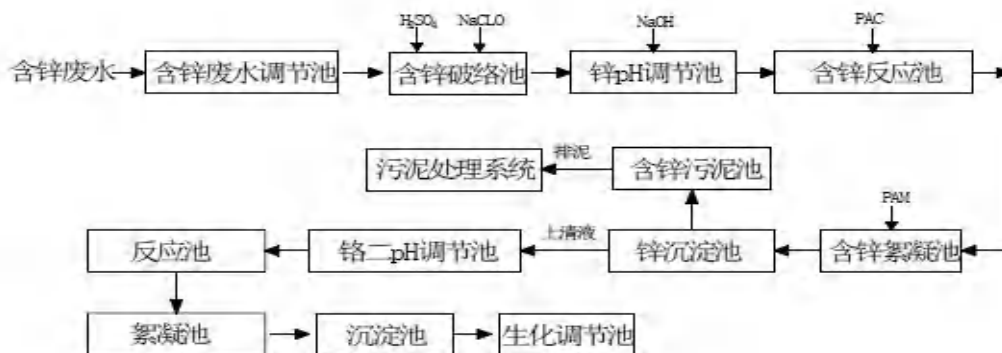 H₂SO₄ NaCLO NaOH PAC
含锌废水 含锌废水调节池 含锌破络池 锌pH调节池 含锌反应池
排泥
污泥处理系统 含锌污泥池
PAM
上清液
反应池 铬二pH调节池 锌沉淀池 含锌絮凝池
絮凝池 沉淀池 生化调节池